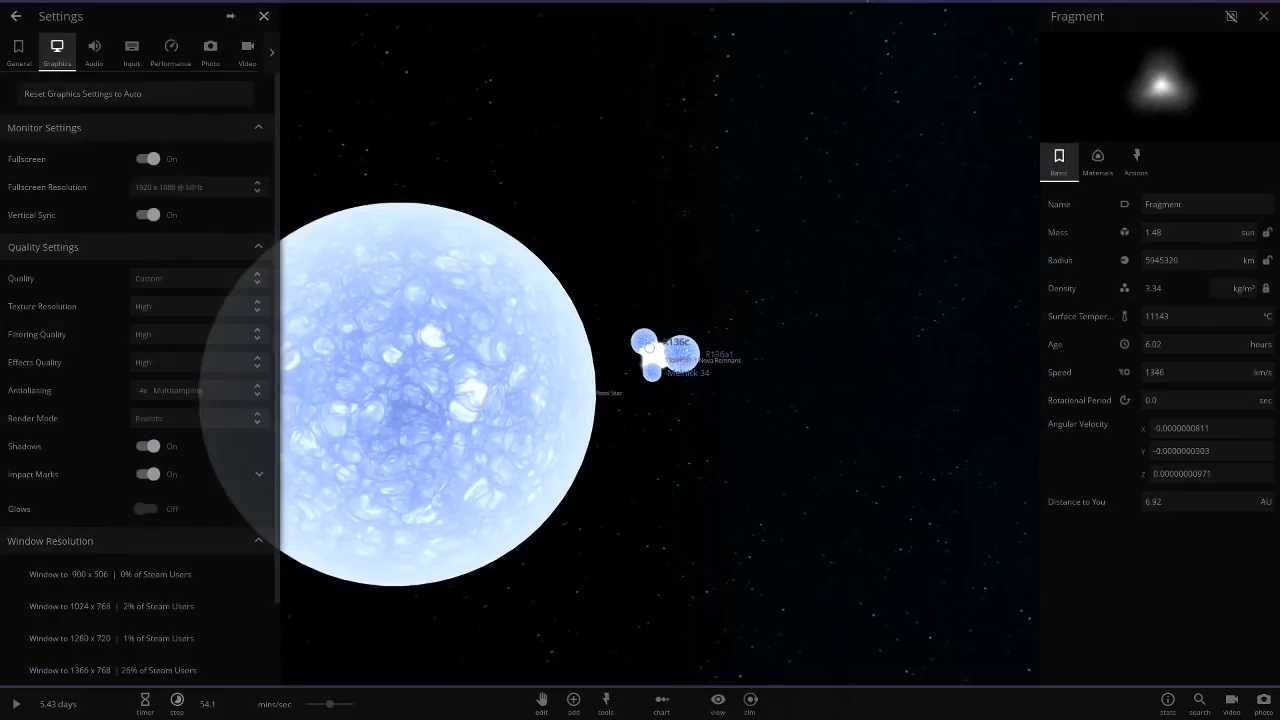 Settings
General
Graphics
Audio
Input
Performance
Photo
Video
Reset Graphics Settings to Auto
Monitor Settings
Fullscreen
On
Fullscreen Resolution
1920 x 1080 @ 60Hz
Vertical Sync
On
Quality Settings
Quality
Custom
Texture Resolution
High
Filtering Quality
High
Effects Quality
High
Antialiasing
4x Multisampling
Render Mode
Realistic
Shadows
On
Impact Marks
On
Glows
Off
Window Resolution
Window to 900 x 506 | 0% of Steam Users
Window to 1024 x 768 | 2% of Steam Users
Window to 1280 x 720 | 1% of Steam Users
Window to 1366 x 768 | 26% of Steam Users
R136c
R136a1
Nova Remnant
Melnick 34
Star
Fragment
Basic
Materials
Actions
Name
Fragment
Mass
1.48 sun
Radius
5945320 km
Density
3.34 kg/m³
Surface Temper...
11143 °C
Age
6.02 hours
Speed
1346 km/s
Rotational Period
0.0 sec
Angular Velocity
X -0.0000000811
Y -0.0000000303
Z 0.0000000971
Distance to You
6.92 AU
5.43 days
timer
step
54.1 mins/sec
edit
add
tools
chart
view
sim
stats
search
video
photo